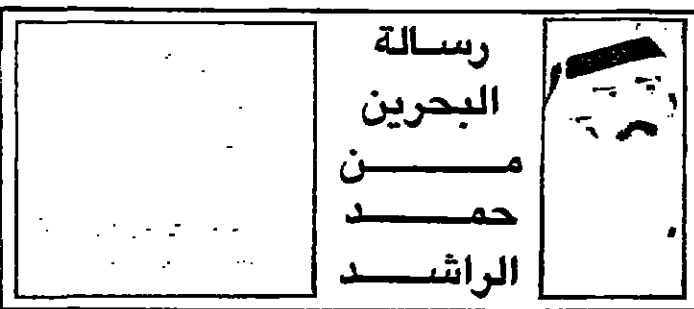 رسالة
البحرين
من
حمد
الراشد